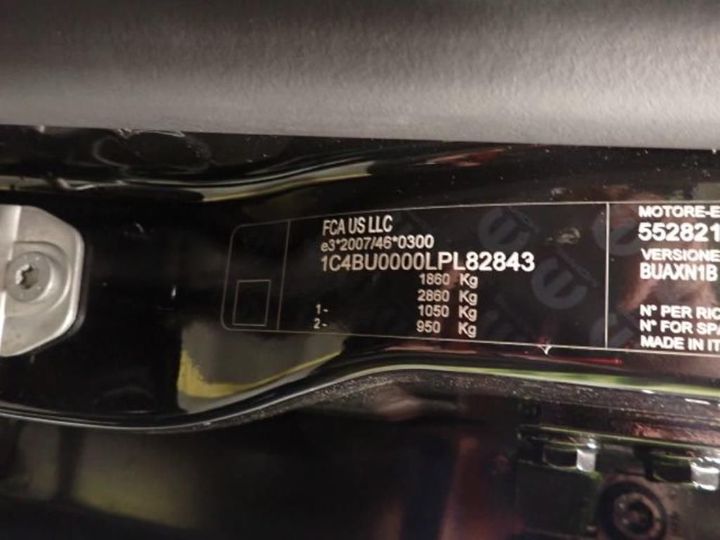 FCA US LLC
e3*2007/46*0300
1C4BU0000LPL82843
1860 Kg
2860 Kg
1- 1050 Kg
2- 950 Kg
MOTORE-E
552821
VERSIONE
BUAXN1B
N° PER RIC
N° FOR SPA
MADE IN IT